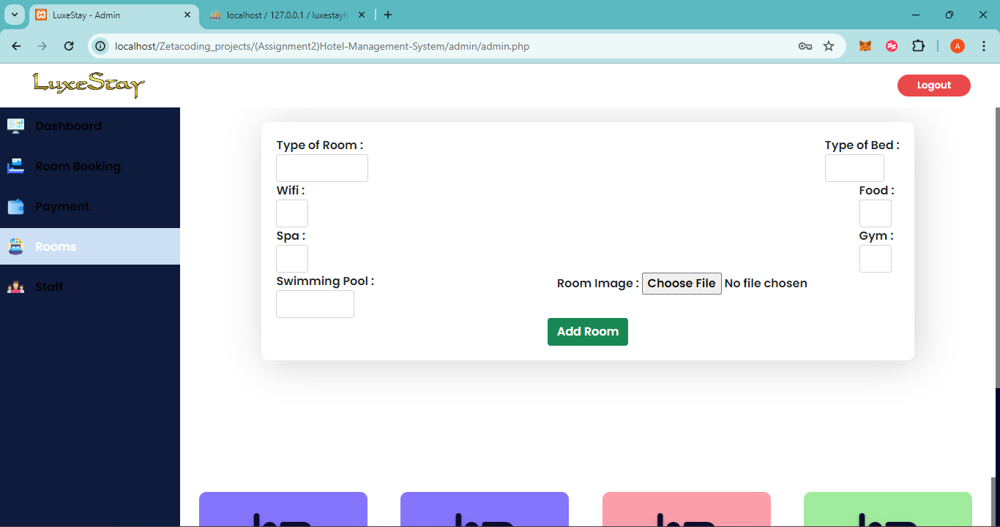 LuxeStay - Admin
localhost / 127.0.0.1 / luxestayh
localhost/Zetacoding_projects/(Assignment2)Hotel-Management-System/admin/admin.php
A
LuxeStay
Logout
Dashboard
Room Booking
Payment
Rooms
Staff
Type of Room :
Type of Bed :
Wifi :
Food :
Spa :
Gym :
Swimming Pool :
Room Image : Choose File No file chosen
Add Room